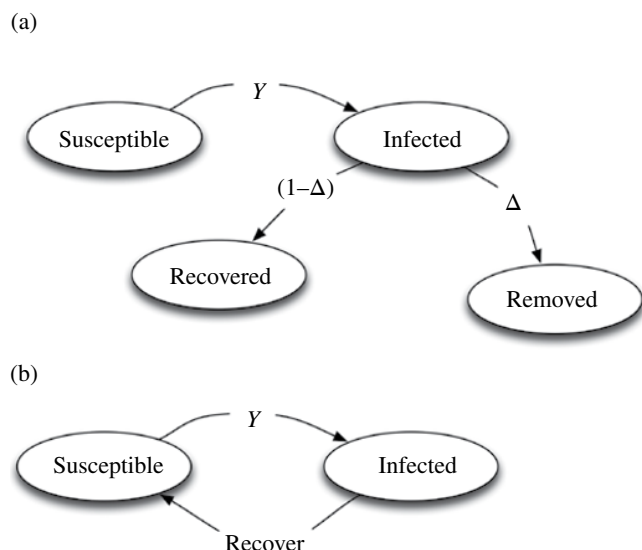 (a)
Y
Susceptible
Infected
(1–Δ)
Δ
Recovered
Removed
(b)
Y
Susceptible
Infected
Recover